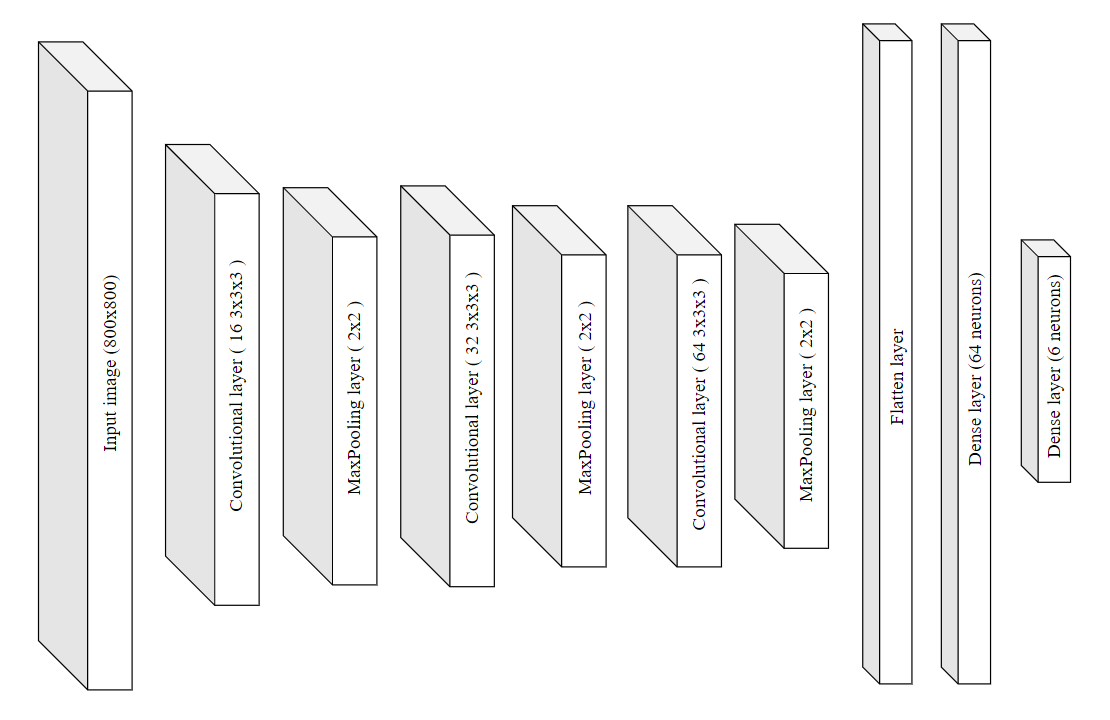 Input image (800x800)
Convolutional layer ( 16 3x3x3 )
MaxPooling layer ( 2x2 )
Convolutional layer ( 32 3x3x3 )
MaxPooling layer ( 2x2 )
Convolutional layer ( 64 3x3x3 )
MaxPooling layer ( 2x2 )
Flatten layer
Dense layer (64 neurons)
Dense layer (6 neurons)